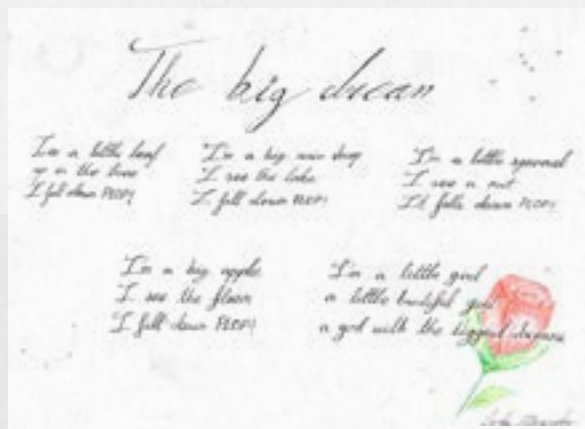 The big dream
I'm a little leaf
up in the tree
I fall down PLOP!
I'm a big rain drop
I see the lake
I fall down PLOP!
I'm a little squirrel
I see a nut
It falls down PLOP!
I'm a big apple
I see the floor
I fall down PLOP!
I'm a little girl
a little beautiful girl
a girl with the biggest dreams